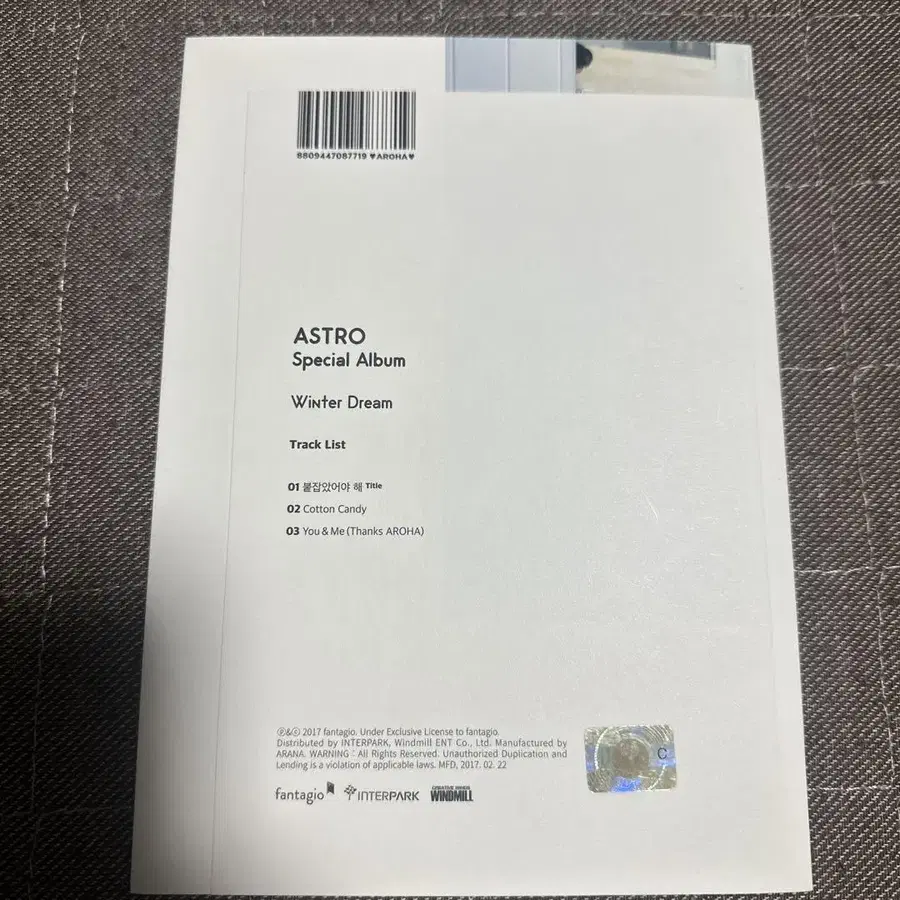 8809447087719 ♥AROHA♥
ASTRO
Special Album
Winter Dream
Track List
01 붙잡았어야 해 Title
02 Cotton Candy
03 You & Me (Thanks AROHA)
℗&ⓒ 2017 fantagio. Under Exclusive License to fantagio.
Distributed by INTERPARK, Windmill ENT Co., Ltd. Manufactured by
ARANA. WARNING : All Rights Reserved. Unauthorized Duplication and
Lending is a violation of applicable laws. MFD, 2017. 02. 22
fantagio INTERPARK WINDMILL
C